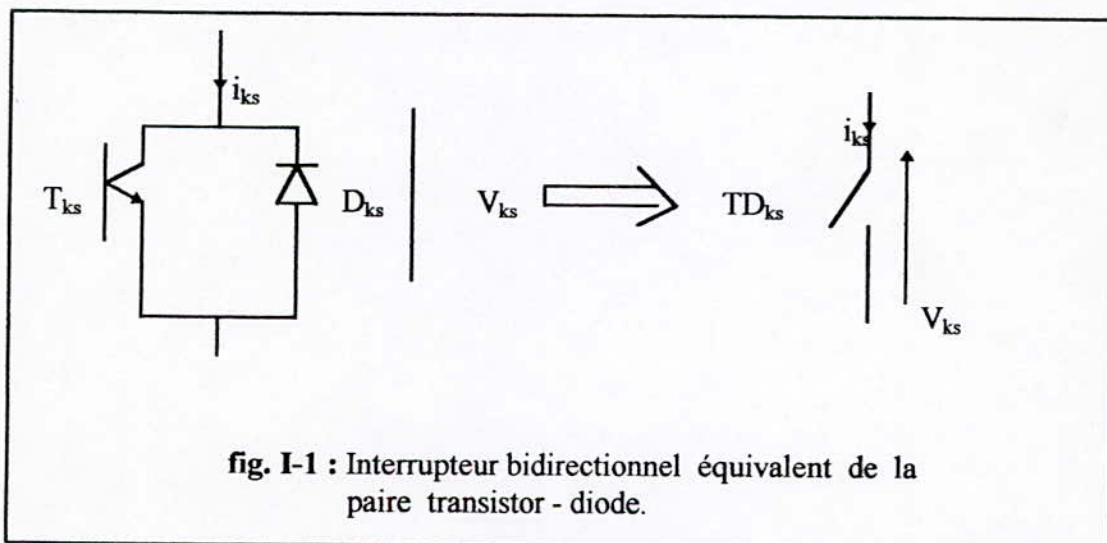 i_ks
T_ks
D_ks
V_ks
i_ks
TD_ks
V_ks
fig. I-1 : Interrupteur bidirectionnel équivalent de la
paire transistor - diode.